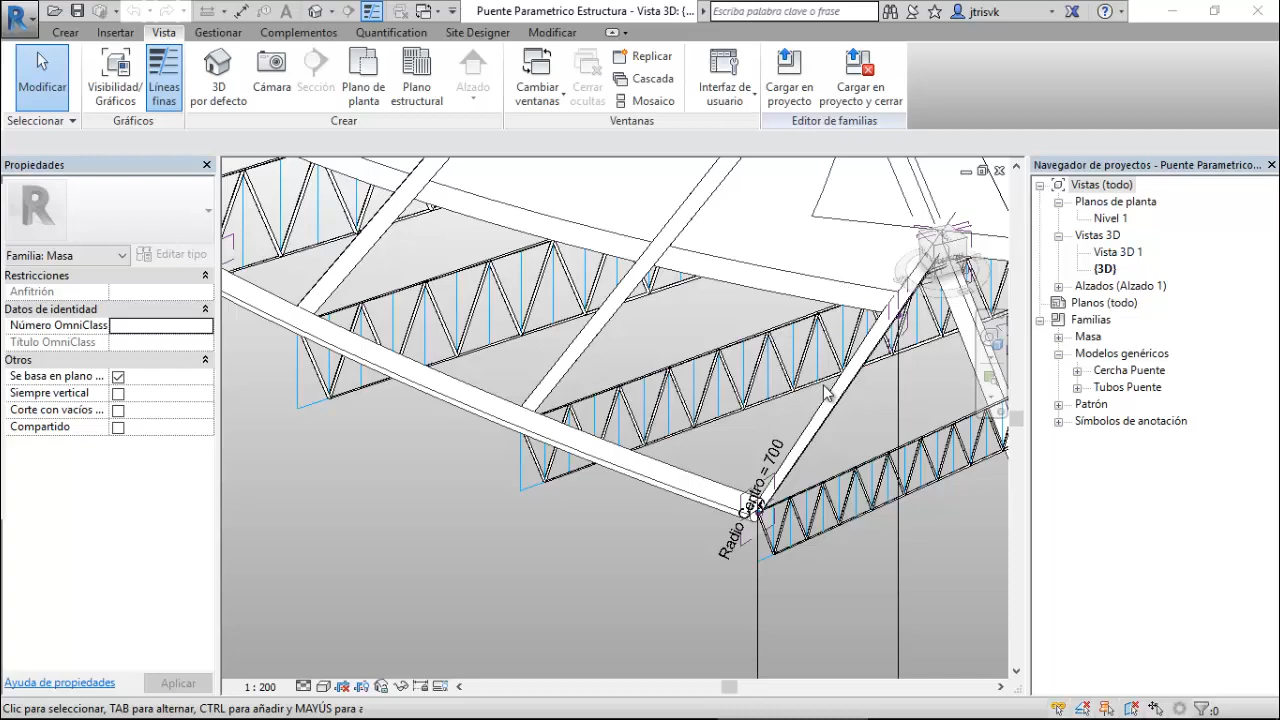 Puente Parametrico Estructura - Vista 3D: {...
Escriba palabra clave o frase
jtrisvk
Crear Insertar Vista Gestionar Complementos Quantification Site Designer Modificar
Modificar
Visibilidad/ Gráficos
Líneas finas
3D por defecto
Cámara
Sección
Plano de planta
Plano estructural
Alzado
Cambiar ventanas
Cerrar ocultas
Replicar
Cascada
Mosaico
Interfaz de usuario
Cargar en proyecto
Cargar en proyecto y cerrar
Seleccionar
Gráficos
Crear
Ventanas
Editor de familias
Propiedades
R
Familia: Masa
Editar tipo
Restricciones
Anfitrión
Datos de identidad
Número OmniClass
Título OmniClass
Otros
Se basa en plano ...
Siempre vertical
Corte con vacíos ...
Compartido
Ayuda de propiedades
Aplicar
Radio Centro = 700
1 : 200
Navegador de proyectos - Puente Parametrico...
Vistas (todo)
Planos de planta
Nivel 1
Vistas 3D
Vista 3D 1
{3D}
Alzados (Alzado 1)
Planos (todo)
Familias
Masa
Modelos genéricos
Cercha Puente
Tubos Puente
Patrón
Símbolos de anotación
Clic para seleccionar, TAB para alternar, CTRL para añadir y MAYÚS para a
:0